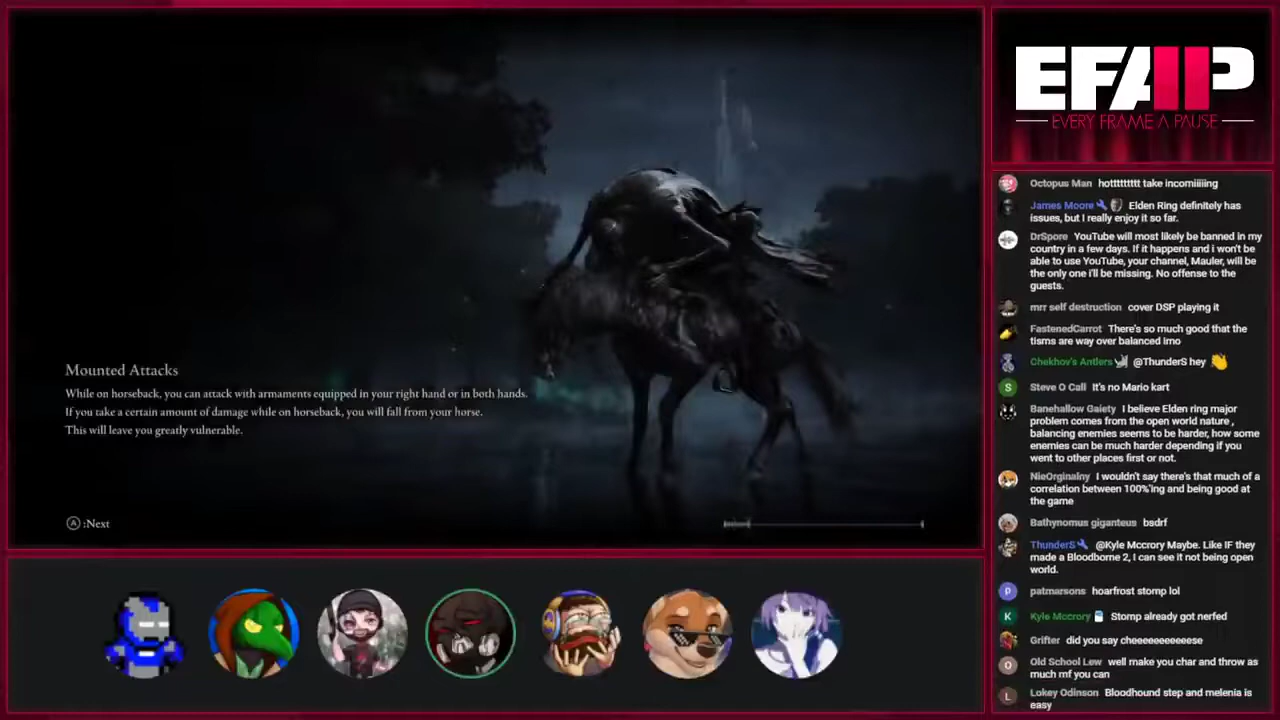 EFAP
EVERY FRAME A PAUSE
Octopus Man hotttttttt take incomiiiiing
James Moore Elden Ring definitely has
issues, but I really enjoy it so far.
DrSpore YouTube will most likely be banned in my
country in a few days. If it happens and i won't be
able to use YouTube, your channel, Mauler, will be
the only one i'll be missing. No offense to the
guests.
mrr self destruction cover DSP playing it
FastenedCarrot There's so much good that the
tisms are way over balanced imo
Chekhov's Antlers @ThunderS hey
S Steve O Call It's no Mario kart
Banehallow Gaiety I believe Elden ring major
problem comes from the open world nature ,
balancing enemies seems to be harder, how some
enemies can be much harder depending if you
went to other places first or not.
NieOrginalny I wouldn't say there's that much of a
correlation between 100%'ing and being good at
the game
Bathynomus giganteus bsdrf
ThunderS @Kyle Mccrory Maybe. Like IF they
made a Bloodborne 2, I can see it not being open
world.
P patmarsons hoarfrost stomp lol
K Kyle Mccrory Stomp already got nerfed
Grifter did you say cheeeeeeeeeeese
O Old School Lew well make you char and throw as
much mf you can
L Lokey Odinson Bloodhound step and melenia is
easy
Mounted Attacks
While on horseback, you can attack with armaments equipped in your right hand or in both hands.
If you take a certain amount of damage while on horseback, you will fall from your horse.
This will leave you greatly vulnerable.
A :Next